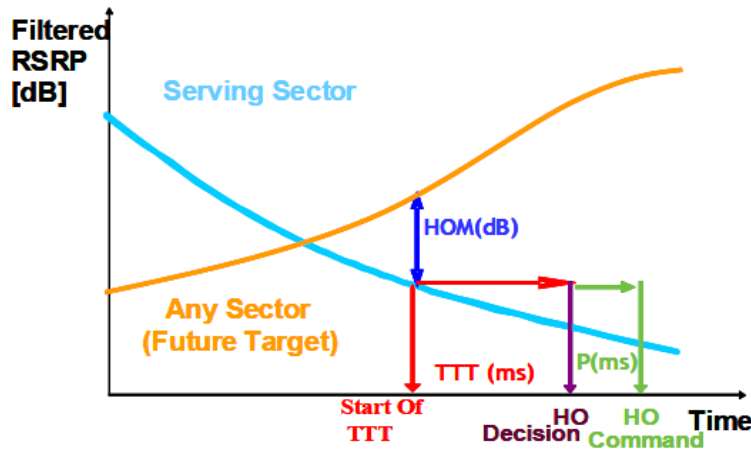 Filtered
RSRP
[dB]
Serving Sector
HOM(dB)
Any Sector
(Future Target)
TTT (ms)
P(ms)
Start Of
TTT
HO
Decision
HO
Command
Time